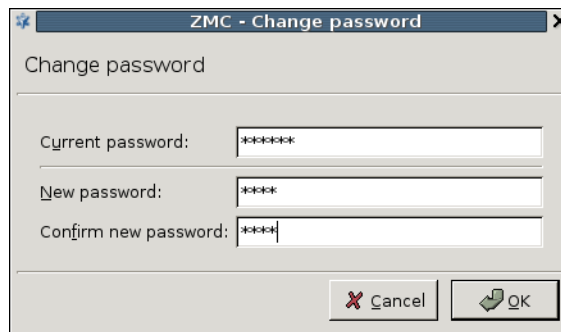 ZMC - Change password
Change password
Current password: ******
New password: ****
Confirm new password: ****
Cancel OK